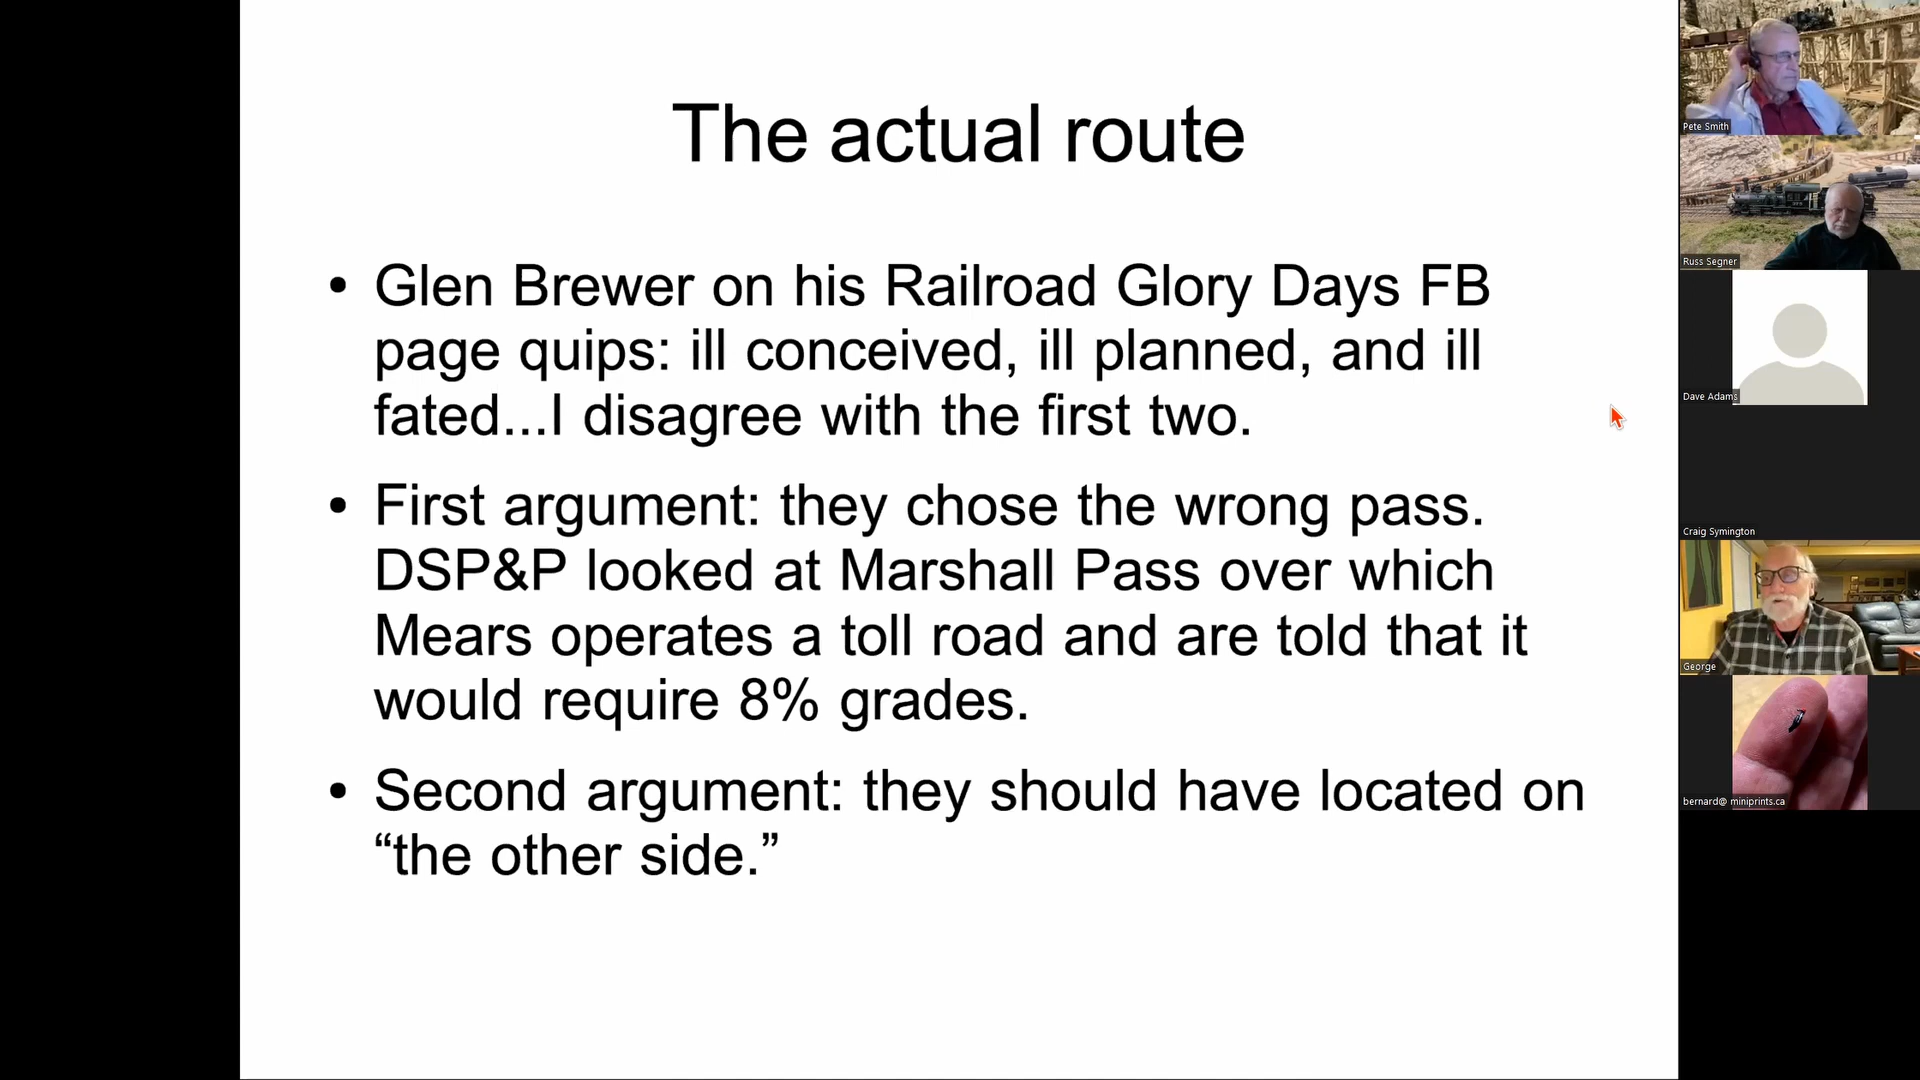 The actual route
• Glen Brewer on his Railroad Glory Days FB
page quips: ill conceived, ill planned, and ill
fated...I disagree with the first two.
• First argument: they chose the wrong pass.
DSP&P looked at Marshall Pass over which
Mears operates a toll road and are told that it
would require 8% grades.
• Second argument: they should have located on
“the other side.”
Pete Smith
Russ Segner
Dave Adams
Craig Symington
George
bernard@ miniprints.ca